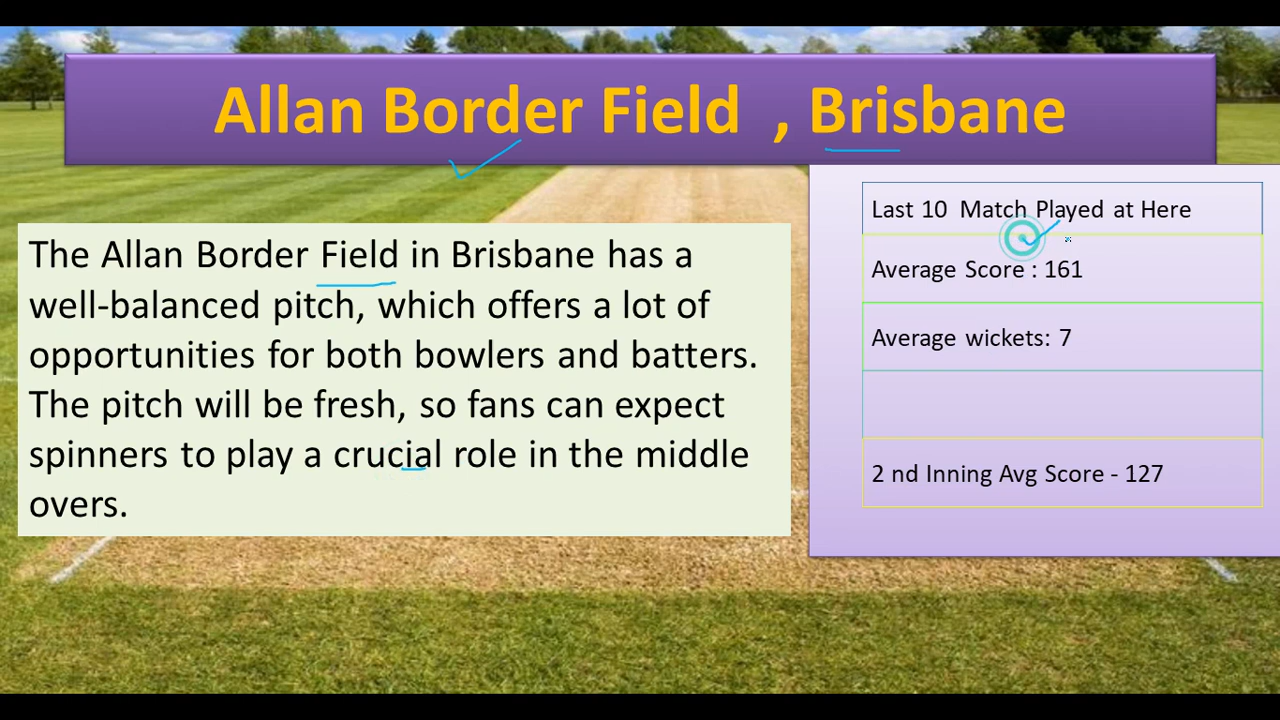 Allan Border Field , Brisbane
The Allan Border Field in Brisbane has a
well-balanced pitch, which offers a lot of
opportunities for both bowlers and batters.
The pitch will be fresh, so fans can expect
spinners to play a crucial role in the middle
overs.
Last 10 Match Played at Here
Average Score : 161
Average wickets: 7
2 nd Inning Avg Score - 127